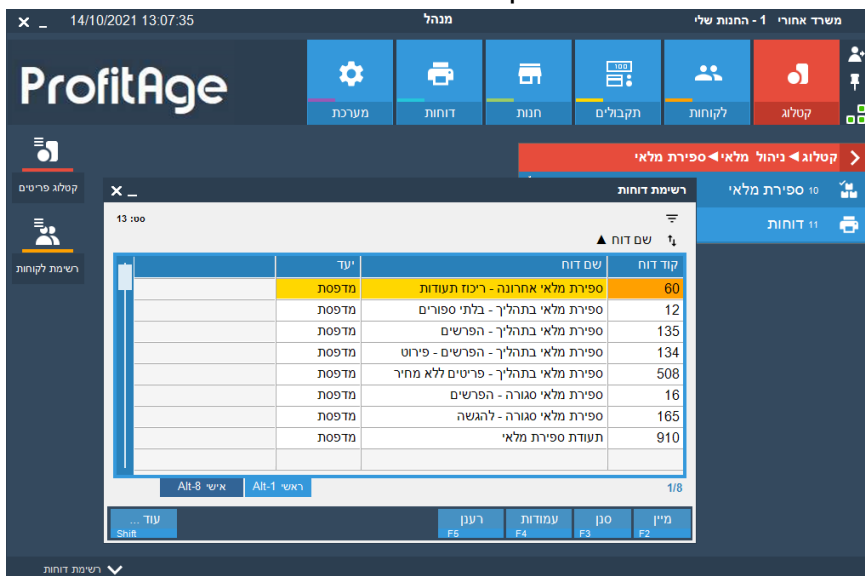 משרד אחורי 1 - החנות שלי
מנהל
14/10/2021 13:07:35
ProfitAge
קטלוג
לקוחות
תקבולים
חנות
דוחות
מערכת
קטלוג ◄ ניהול מלאי ◄ ספירת מלאי
10 ספירת מלאי
11 דוחות
קטלוג פריטים
רשימת לקוחות
רשימת דוחות
סט: 13
שם דוח ▲
קוד דוח שם דוח יעד
60 ספירת מלאי אחרונה - ריכוז תעודות מדפסת
12 ספירת מלאי בתהליך - בלתי ספורים מדפסת
135 ספירת מלאי בתהליך - הפרשים מדפסת
134 ספירת מלאי בתהליך - הפרשים - פירוט מדפסת
508 ספירת מלאי בתהליך - פריטים ללא מחיר מדפסת
16 ספירת מלאי סגורה - הפרשים מדפסת
165 ספירת מלאי סגורה - להגשה מדפסת
910 תעודת ספירת מלאי מדפסת
1/8
ראשי Alt-1
אישי Alt-8
מיין F2
סנן F3
עמודות F4
רענן F5
עוד ... Shift
רשימת דוחות